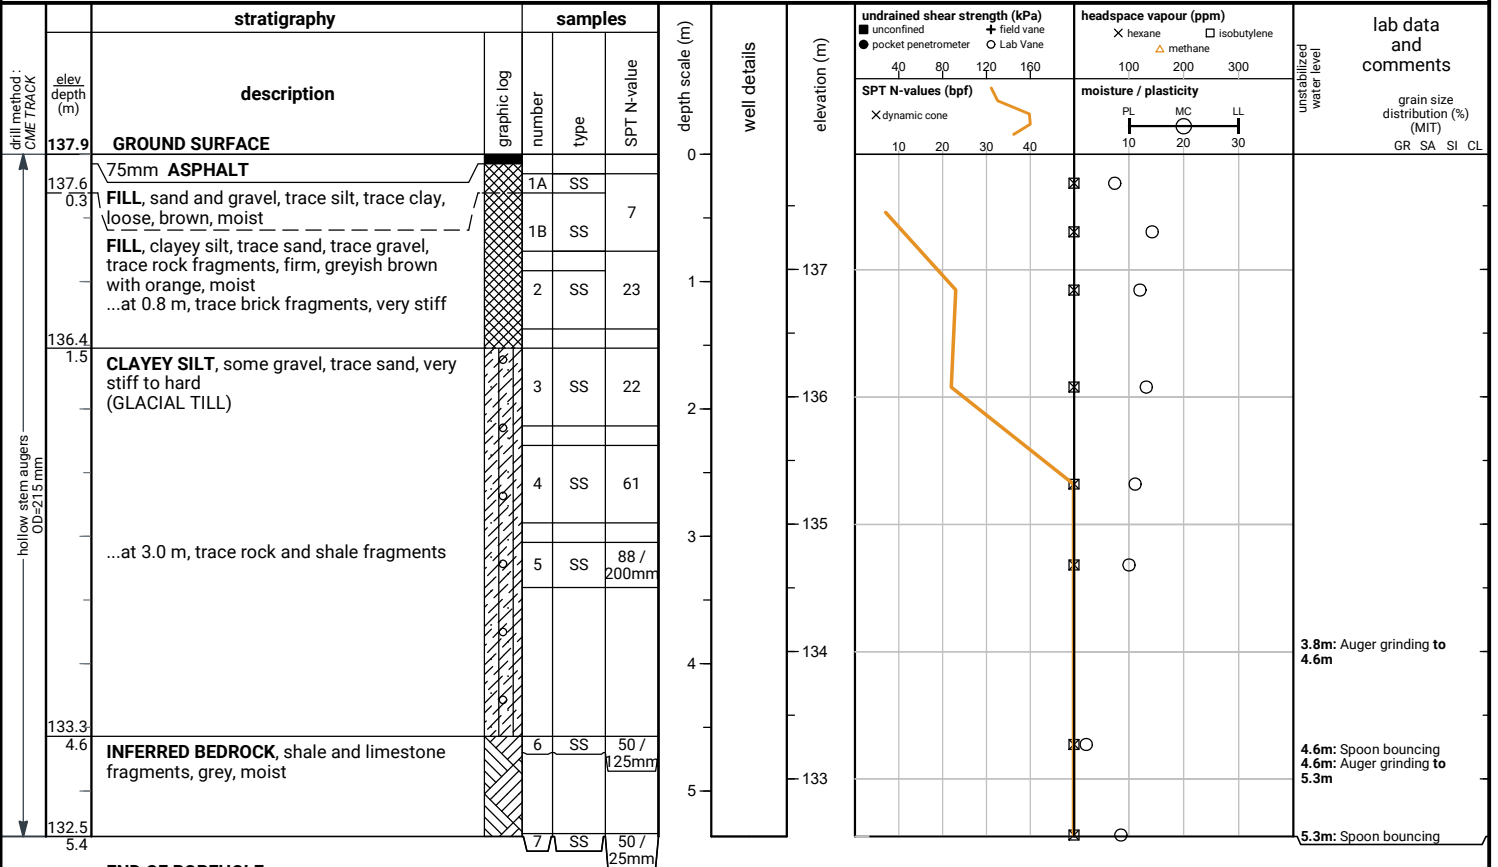 stratigraphy
samples
drill method :
CME TRACK
elev
depth
(m)
description
graphic log
number
type
SPT N-value
depth scale (m)
well details
elevation (m)
undrained shear strength (kPa)
unconfined
field vane
pocket penetrometer
Lab Vane
40 80 120 160
SPT N-values (bpf)
dynamic cone
10 20 30 40
headspace vapour (ppm)
hexane
isobutylene
methane
100 200 300
moisture / plasticity
PL MC LL
10 20 30
unstabilized
water level
lab data
and
comments
grain size
distribution (%)
(MIT)
GR SA SI CL
137.9 GROUND SURFACE
0
75mm ASPHALT
137.6
0.3
FILL, sand and gravel, trace silt, trace clay,
loose, brown, moist
1A SS
7
1B SS
FILL, clayey silt, trace sand, trace gravel,
trace rock fragments, firm, greyish brown
with orange, moist
...at 0.8 m, trace brick fragments, very stiff
137
1
2 SS 23
136.4
1.5
CLAYEY SILT, some gravel, trace sand, very
stiff to hard
(GLACIAL TILL)
3 SS 22
136
2
4 SS 61
hollow stem augers
OD=215 mm
135
3
...at 3.0 m, trace rock and shale fragments
5 SS 88 /
200mm
134
4
3.8m: Auger grinding to
4.6m
133.3
4.6
INFERRED BEDROCK, shale and limestone
fragments, grey, moist
6 SS 50 /
125mm
4.6m: Spoon bouncing
4.6m: Auger grinding to
5.3m
133
5
132.5
5.4
7 SS 50 /
25mm
5.3m: Spoon bouncing
END OF BOREHOLE